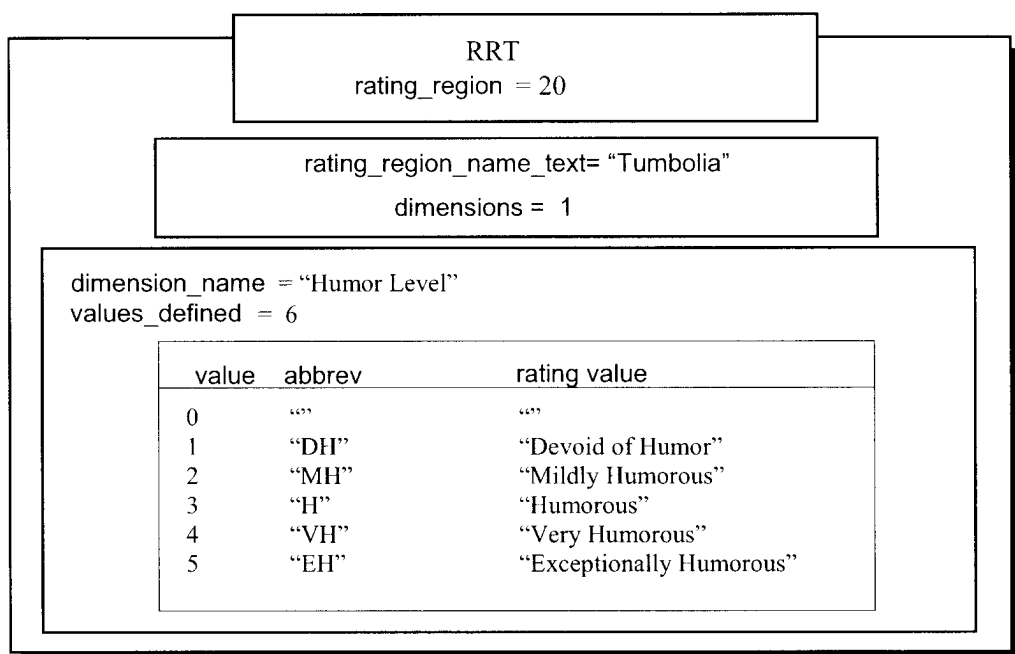 RRT
rating_region = 20
rating_region_name_text= “Tumbolia”
dimensions = 1
dimension_name = “Humor Level”
values_defined = 6
value abbrev rating value
0 “” “”
1 “DH” “Devoid of Humor”
2 “MH” “Mildly Humorous”
3 “H” “Humorous”
4 “VH” “Very Humorous”
5 “EH” “Exceptionally Humorous”